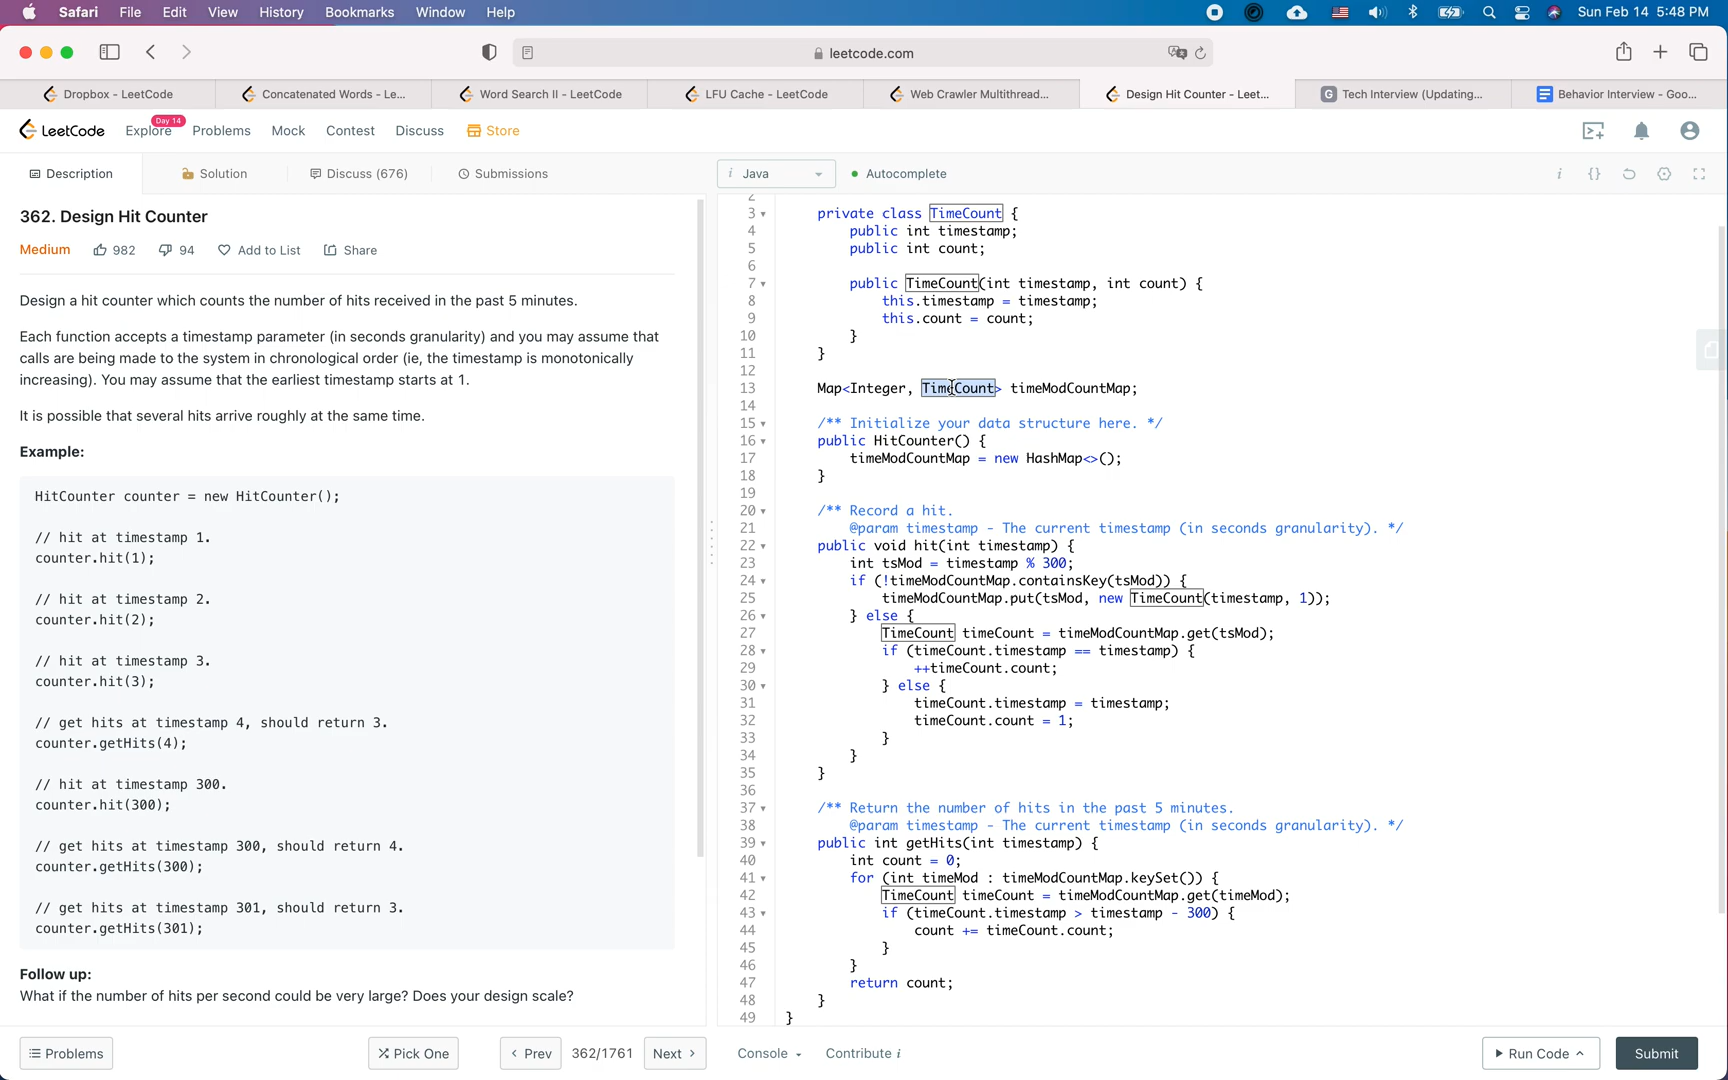 Safari File Edit View History Bookmarks Window Help Sun Feb 14 5:48 PM
leetcode.com
Dropbox - LeetCode Concatenated Words - Le... Word Search II - LeetCode LFU Cache - LeetCode Web Crawler Multithread... Design Hit Counter - Leet... G Tech Interview (Updating... Behavior Interview - Goo...
LeetCode Explore Day 14 Problems Mock Contest Discuss Store
Description Solution Discuss (676) Submissions
i Java Autocomplete i {}
362. Design Hit Counter
Medium 982 94 Add to List Share
Design a hit counter which counts the number of hits received in the past 5 minutes.
Each function accepts a timestamp parameter (in seconds granularity) and you may assume that
calls are being made to the system in chronological order (ie, the timestamp is monotonically
increasing). You may assume that the earliest timestamp starts at 1.
It is possible that several hits arrive roughly at the same time.
Example:
HitCounter counter = new HitCounter();
// hit at timestamp 1.
counter.hit(1);
// hit at timestamp 2.
counter.hit(2);
// hit at timestamp 3.
counter.hit(3);
// get hits at timestamp 4, should return 3.
counter.getHits(4);
// hit at timestamp 300.
counter.hit(300);
// get hits at timestamp 300, should return 4.
counter.getHits(300);
// get hits at timestamp 301, should return 3.
counter.getHits(301);
Follow up:
What if the number of hits per second could be very large? Does your design scale?
2
3 private class TimeCount {
4 public int timestamp;
5 public int count;
6
7 public TimeCount(int timestamp, int count) {
8 this.timestamp = timestamp;
9 this.count = count;
10 }
11 }
12
13 Map<Integer, TimeCount> timeModCountMap;
14
15 /** Initialize your data structure here. */
16 public HitCounter() {
17 timeModCountMap = new HashMap<>();
18 }
19
20 /** Record a hit.
21 @param timestamp - The current timestamp (in seconds granularity). */
22 public void hit(int timestamp) {
23 int tsMod = timestamp % 300;
24 if (!timeModCountMap.containsKey(tsMod)) {
25 timeModCountMap.put(tsMod, new TimeCount(timestamp, 1));
26 } else {
27 TimeCount timeCount = timeModCountMap.get(tsMod);
28 if (timeCount.timestamp == timestamp) {
29 ++timeCount.count;
30 } else {
31 timeCount.timestamp = timestamp;
32 timeCount.count = 1;
33 }
34 }
35 }
36
37 /** Return the number of hits in the past 5 minutes.
38 @param timestamp - The current timestamp (in seconds granularity). */
39 public int getHits(int timestamp) {
40 int count = 0;
41 for (int timeMod : timeModCountMap.keySet()) {
42 TimeCount timeCount = timeModCountMap.get(timeMod);
43 if (timeCount.timestamp > timestamp - 300) {
44 count += timeCount.count;
45 }
46 }
47 return count;
48 }
49 }
Problems Pick One Prev 362/1761 Next Console Contribute i Run Code Submit